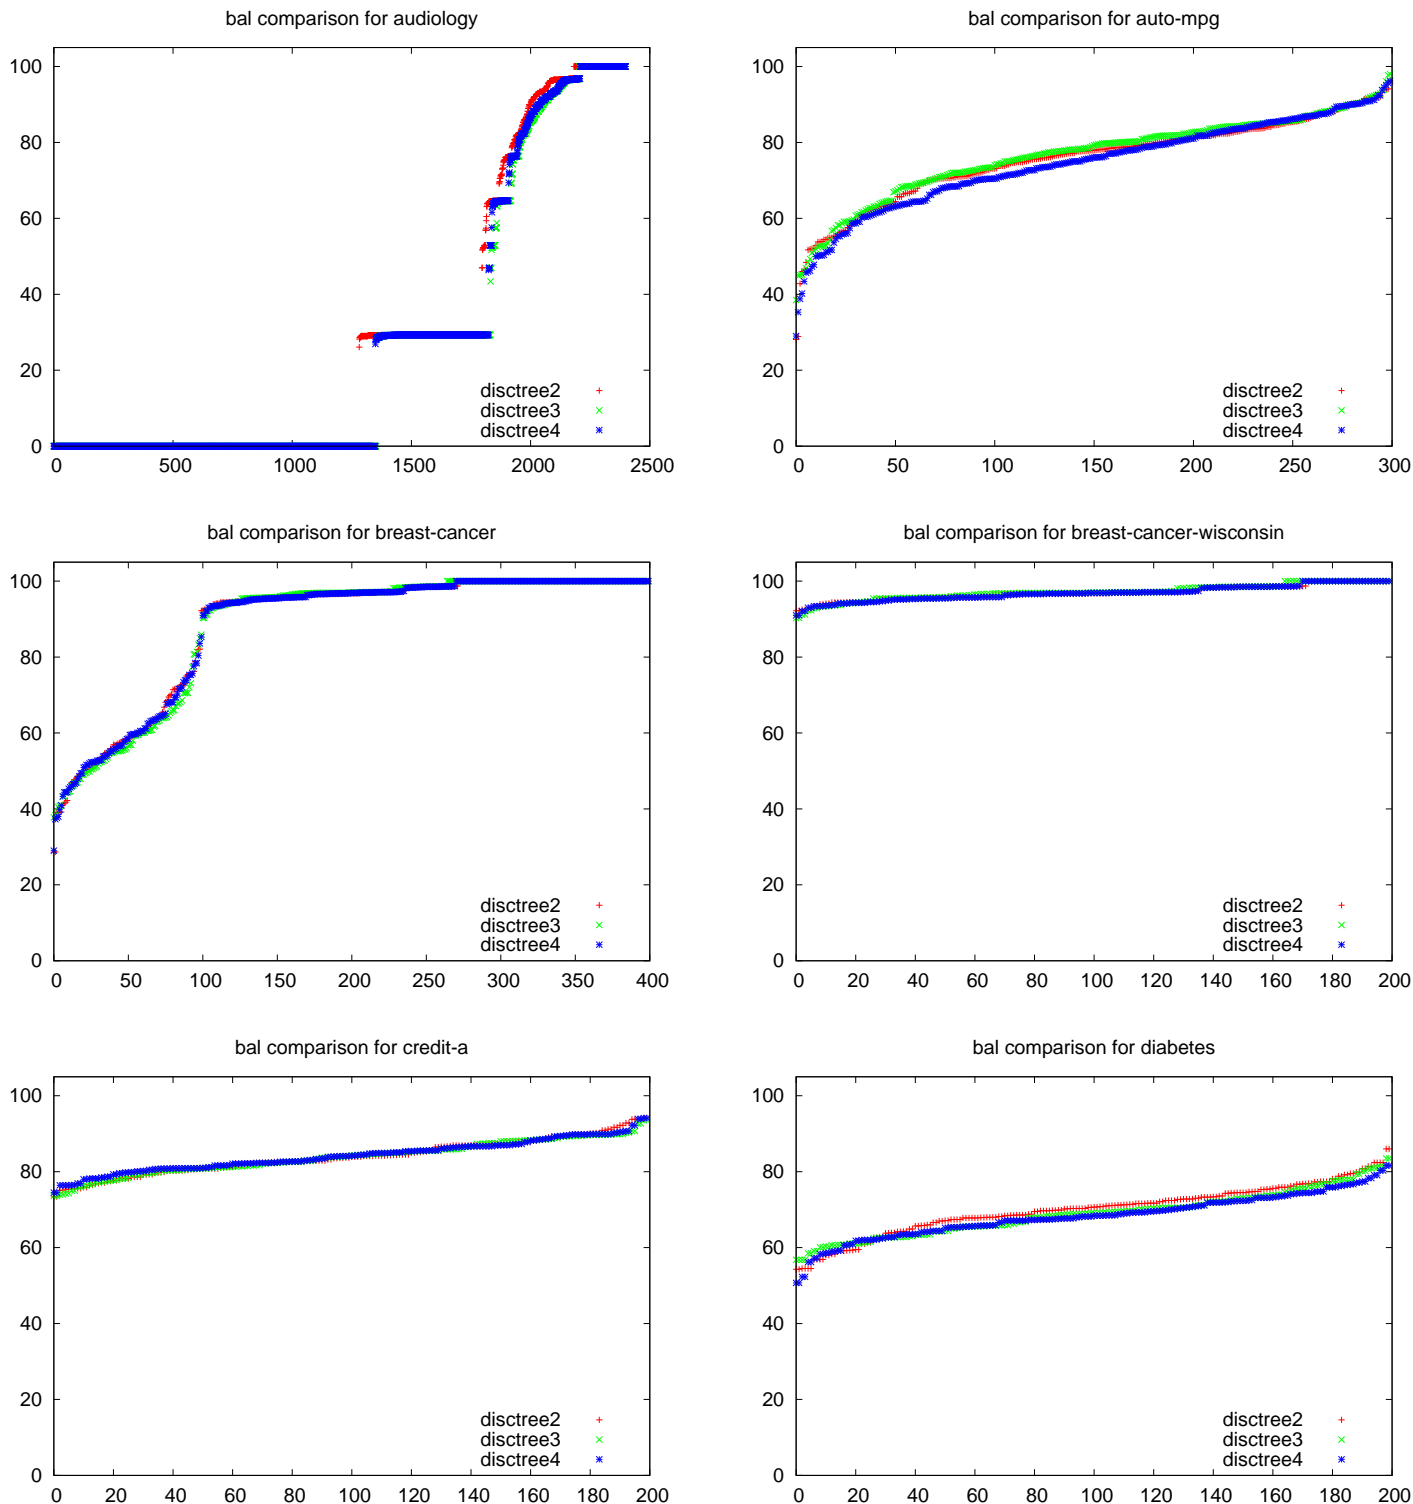 bal comparison for audiology
100
80
60
40
20
0
0 500 1000 1500 2000 2500
disctree2
disctree3
disctree4
bal comparison for auto-mpg
100
80
60
40
20
0
0 50 100 150 200 250 300
disctree2
disctree3
disctree4
bal comparison for breast-cancer
100
80
60
40
20
0
0 50 100 150 200 250 300 350 400
disctree2
disctree3
disctree4
bal comparison for breast-cancer-wisconsin
100
80
60
40
20
0
0 20 40 60 80 100 120 140 160 180 200
disctree2
disctree3
disctree4
bal comparison for credit-a
100
80
60
40
20
0
0 20 40 60 80 100 120 140 160 180 200
disctree2
disctree3
disctree4
bal comparison for diabetes
100
80
60
40
20
0
0 20 40 60 80 100 120 140 160 180 200
disctree2
disctree3
disctree4